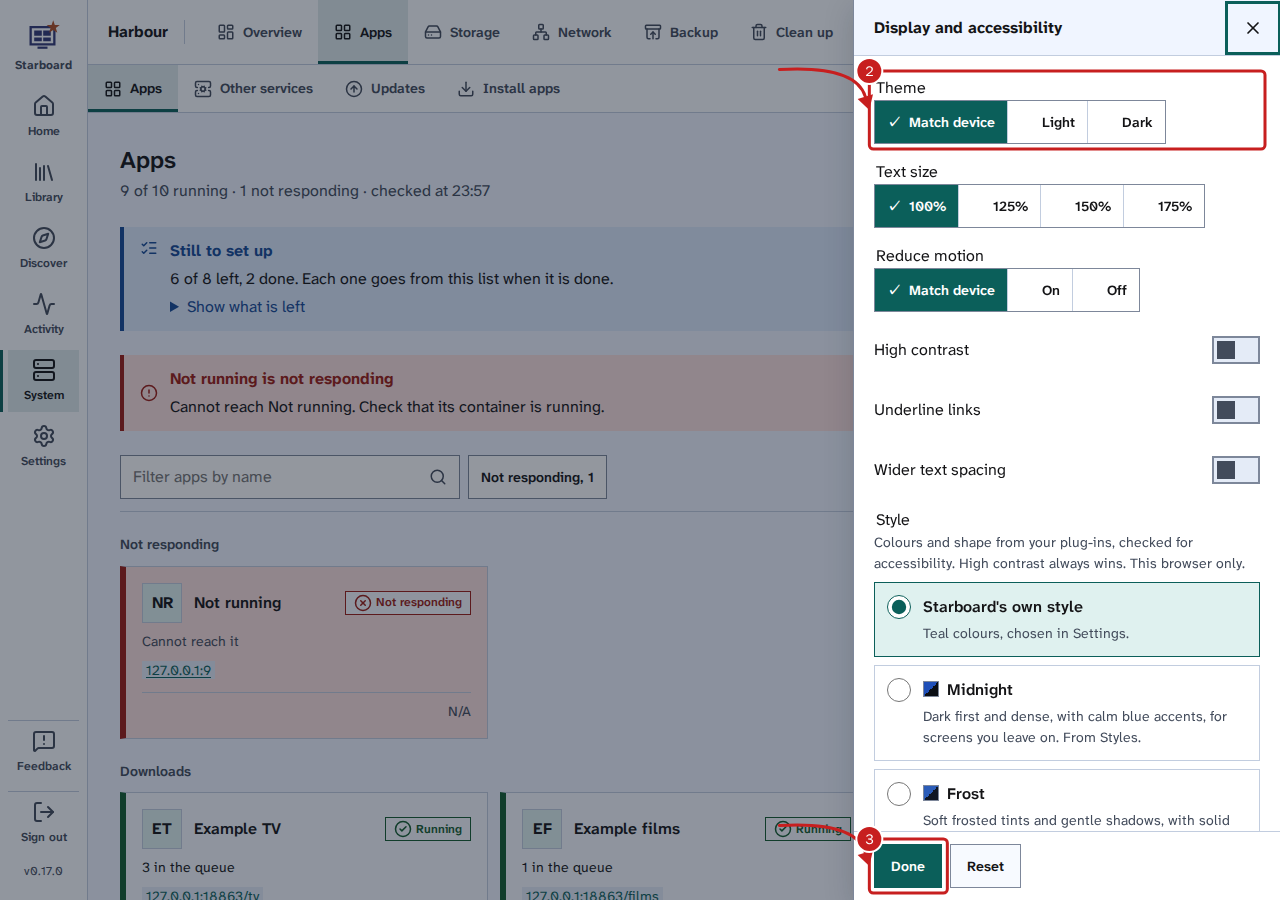 Starboard
Home
Library
Discover
Activity
System
Settings
Feedback
Sign out
v0.17.0
Harbour
Overview
Apps
Storage
Network
Backup
Clean up
Apps
Other services
Updates
Install apps
Apps
9 of 10 running · 1 not responding · checked at 23:57
Still to set up
6 of 8 left, 2 done. Each one goes from this list when it is done.
Show what is left
Not running is not responding
Cannot reach Not running. Check that its container is running.
Filter apps by name
Not responding, 1
Not responding
NR
Not running
Not responding
Cannot reach it
127.0.0.1:9
N/A
Downloads
ET
Example TV
Running
3 in the queue
127.0.0.1:18863/tv
EF
Example films
Running
1 in the queue
127.0.0.1:18863/films
Display and accessibility
2
Theme
✓ Match device
Light
Dark
Text size
✓ 100%
125%
150%
175%
Reduce motion
✓ Match device
On
Off
High contrast
Underline links
Wider text spacing
Style
Colours and shape from your plug-ins, checked for
accessibility. High contrast always wins. This browser only.
Starboard's own style
Teal colours, chosen in Settings.
Midnight
Dark first and dense, with calm blue accents, for
screens you leave on. From Styles.
Frost
Soft frosted tints and gentle shadows, with solid
3
Done
Reset